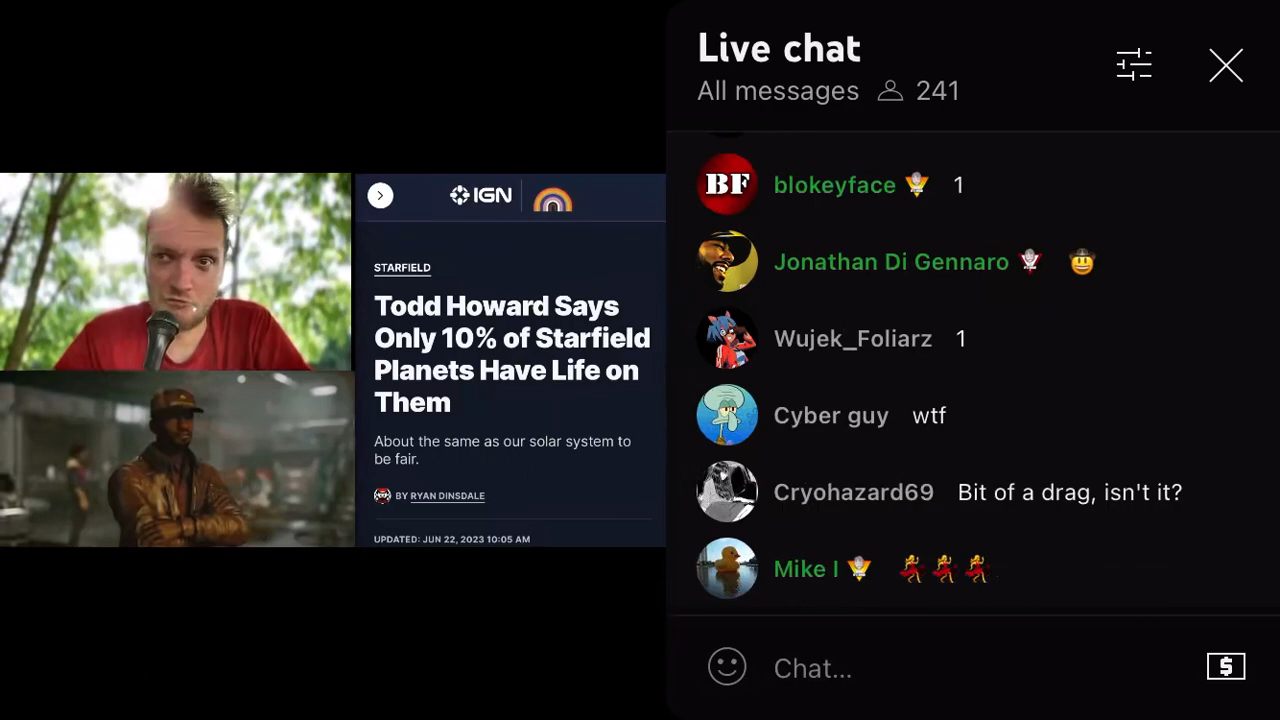 IGN
STARFIELD
Todd Howard Says
Only 10% of Starfield
Planets Have Life on
Them
About the same as our solar system to
be fair.
BY RYAN DINSDALE
UPDATED: JUN 22, 2023 10:05 AM
Live chat
All messages 241
BF
blokeyface 1
Jonathan Di Gennaro 🤠
Wujek_Foliarz 1
Cyber guy wtf
Cryohazard69 Bit of a drag, isn't it?
Mike I 💃💃💃
Chat...
$